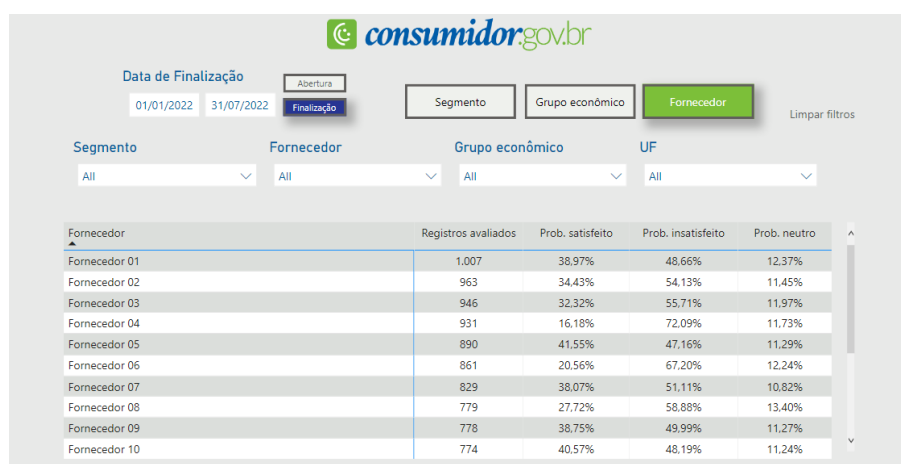 consumidor.gov.br
Data de Finalização
Abertura
01/01/2022 31/07/2022 Finalização
Segmento Grupo econômico Fornecedor
Limpar filtros
Segmento Fornecedor Grupo econômico UF
All All All All
Fornecedor Registros avaliados Prob. satisfeito Prob. insatisfeito Prob. neutro
Fornecedor 01 1.007 38,97% 48,66% 12,37%
Fornecedor 02 963 34,43% 54,13% 11,45%
Fornecedor 03 946 32,32% 55,71% 11,97%
Fornecedor 04 931 16,18% 72,09% 11,73%
Fornecedor 05 890 41,55% 47,16% 11,29%
Fornecedor 06 861 20,56% 67,20% 12,24%
Fornecedor 07 829 38,07% 51,11% 10,82%
Fornecedor 08 779 27,72% 58,88% 13,40%
Fornecedor 09 778 38,75% 49,99% 11,27%
Fornecedor 10 774 40,57% 48,19% 11,24%